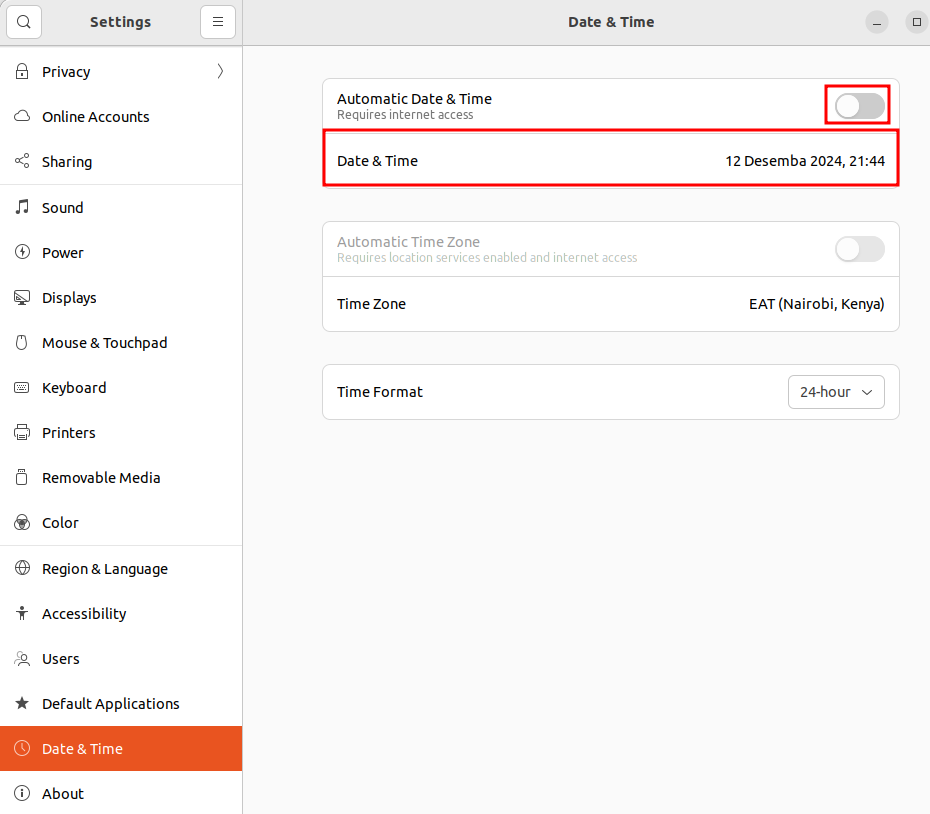 Settings
Date & Time
Privacy
Online Accounts
Sharing
Sound
Power
Displays
Mouse & Touchpad
Keyboard
Printers
Removable Media
Color
Region & Language
Accessibility
Users
Default Applications
Date & Time
About
Automatic Date & Time
Requires internet access
Date & Time 12 Desemba 2024, 21:44
Automatic Time Zone
Requires location services enabled and internet access
Time Zone EAT (Nairobi, Kenya)
Time Format 24-hour